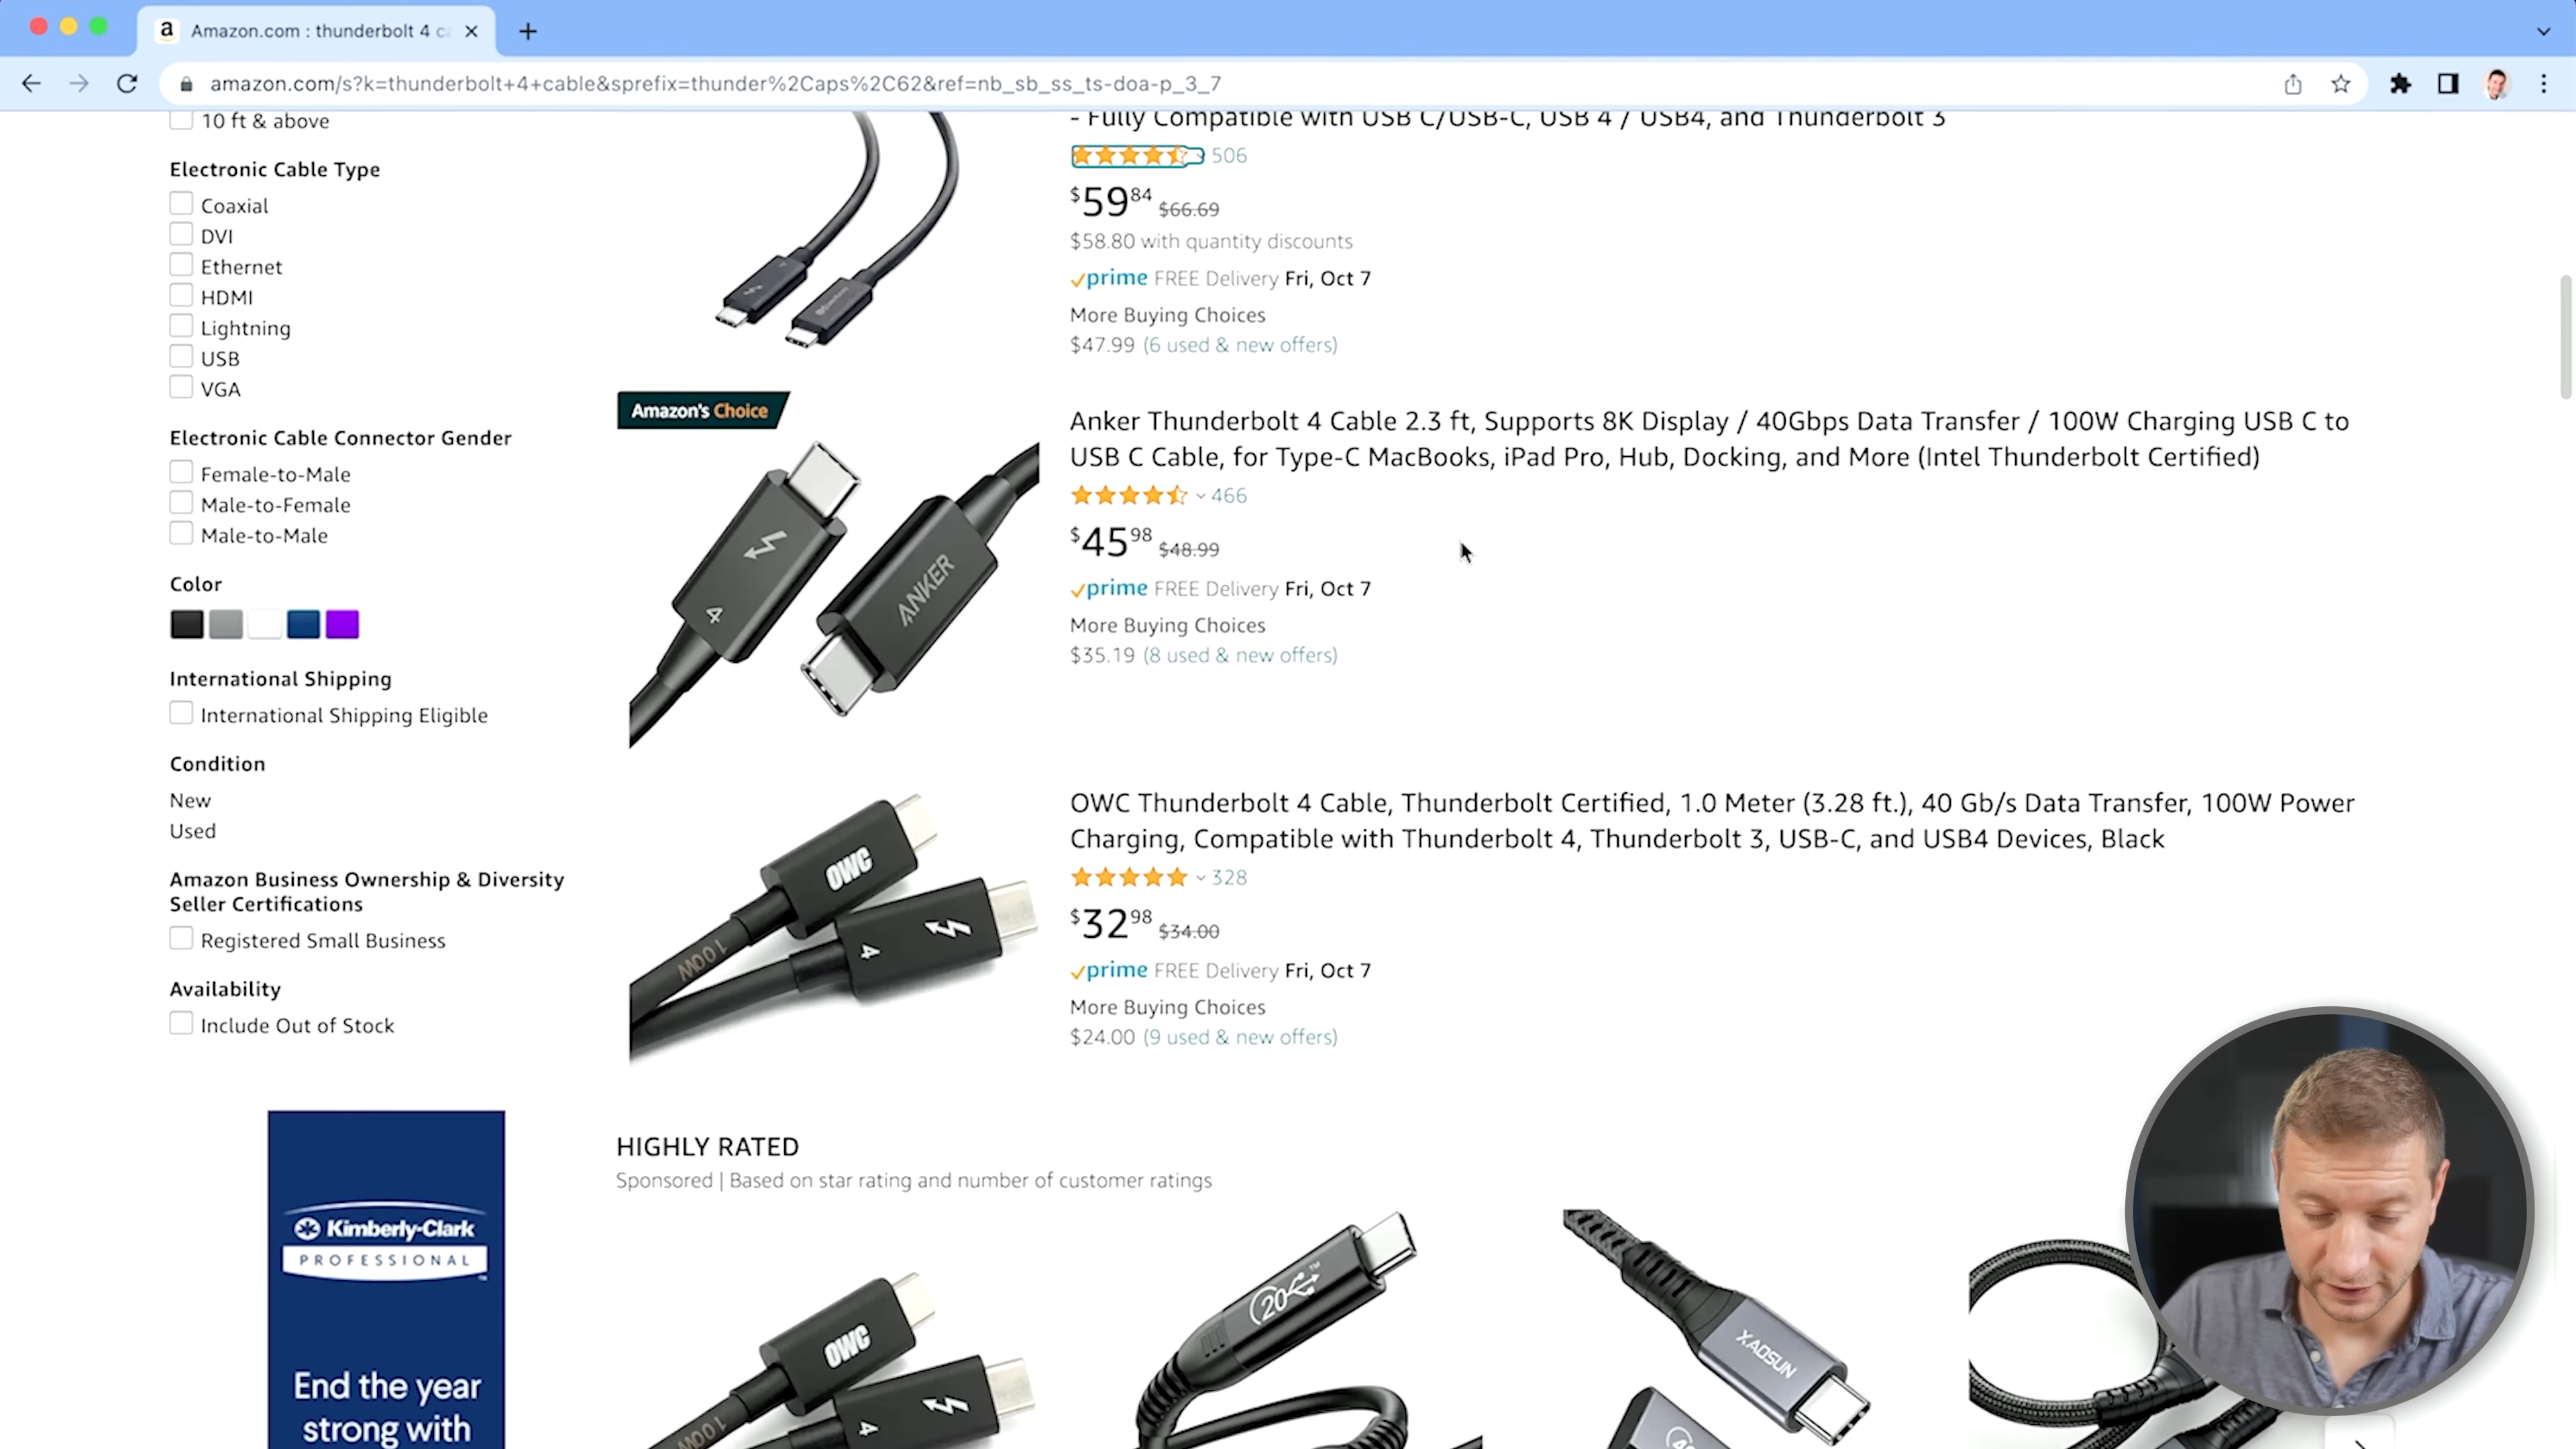 Amazon.com : thunderbolt 4 ca
amazon.com/s?k=thunderbolt+4+cable&sprefix=thunder%2Caps%2C62&ref=nb_sb_ss_ts-doa-p_3_7
10 ft & above
Electronic Cable Type
Coaxial
DVI
Ethernet
HDMI
Lightning
USB
VGA
Electronic Cable Connector Gender
Female-to-Male
Male-to-Female
Male-to-Male
Color
International Shipping
International Shipping Eligible
Condition
New
Used
Amazon Business Ownership & Diversity
Seller Certifications
Registered Small Business
Availability
Include Out of Stock
Kimberly-Clark
PROFESSIONAL™
End the year
strong with
- Fully Compatible with USB C/USB-C, USB 4 / USB4, and Thunderbolt 3
506
$59.84 $66.69
$58.80 with quantity discounts
prime FREE Delivery Fri, Oct 7
More Buying Choices
$47.99 (6 used & new offers)
Amazon's Choice
4
ANKER
Anker Thunderbolt 4 Cable 2.3 ft, Supports 8K Display / 40Gbps Data Transfer / 100W Charging USB C to
USB C Cable, for Type-C MacBooks, iPad Pro, Hub, Docking, and More (Intel Thunderbolt Certified)
466
$45.98 $48.99
prime FREE Delivery Fri, Oct 7
More Buying Choices
$35.19 (8 used & new offers)
OWC
100W
4
OWC Thunderbolt 4 Cable, Thunderbolt Certified, 1.0 Meter (3.28 ft.), 40 Gb/s Data Transfer, 100W Power
Charging, Compatible with Thunderbolt 4, Thunderbolt 3, USB-C, and USB4 Devices, Black
328
$32.98 $34.00
prime FREE Delivery Fri, Oct 7
More Buying Choices
$24.00 (9 used & new offers)
HIGHLY RATED
Sponsored | Based on star rating and number of customer ratings
OWC
100W
4
20
XAOSUN